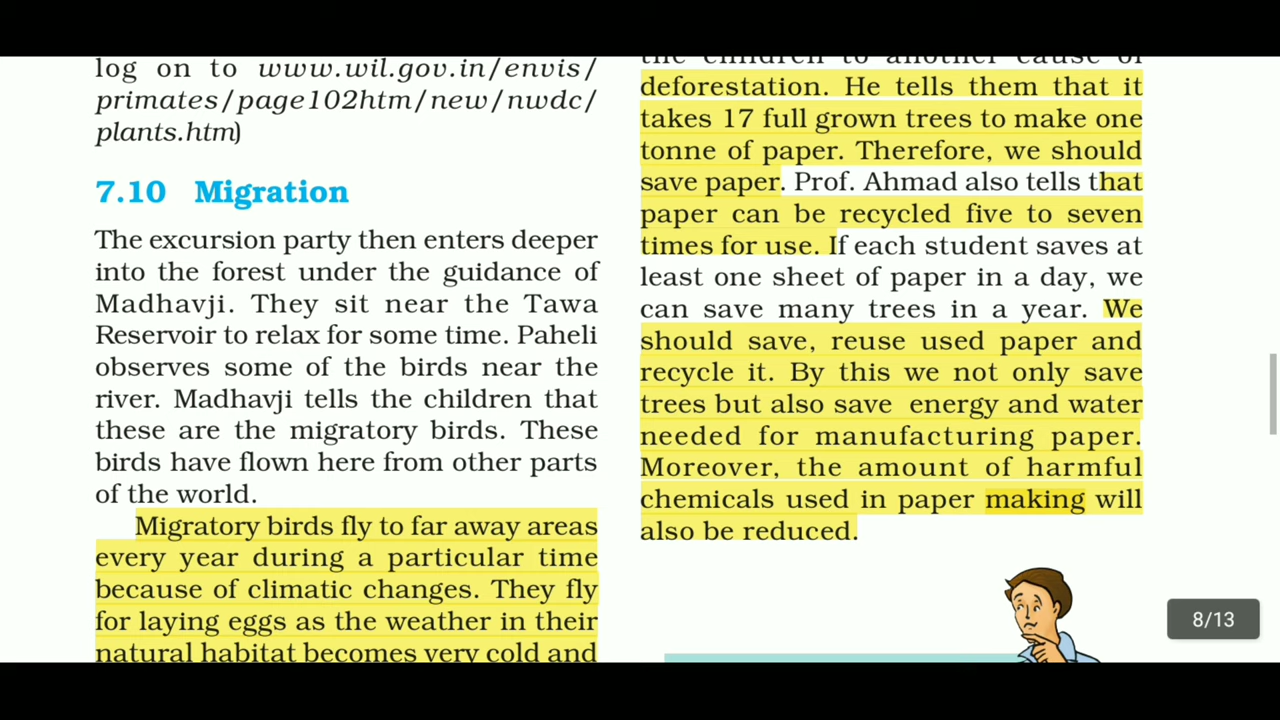 log on to www.wil.gov.in/envis/
primates/page102htm/new/nwdc/
plants.htm)
7.10 Migration
The excursion party then enters deeper
into the forest under the guidance of
Madhavji. They sit near the Tawa
Reservoir to relax for some time. Paheli
observes some of the birds near the
river. Madhavji tells the children that
these are the migratory birds. These
birds have flown here from other parts
of the world.
Migratory birds fly to far away areas
every year during a particular time
because of climatic changes. They fly
for laying eggs as the weather in their
natural habitat becomes very cold and
the children to another cause of
deforestation. He tells them that it
takes 17 full grown trees to make one
tonne of paper. Therefore, we should
save paper. Prof. Ahmad also tells that
paper can be recycled five to seven
times for use. If each student saves at
least one sheet of paper in a day, we
can save many trees in a year. We
should save, reuse used paper and
recycle it. By this we not only save
trees but also save energy and water
needed for manufacturing paper.
Moreover, the amount of harmful
chemicals used in paper making will
also be reduced.
8/13